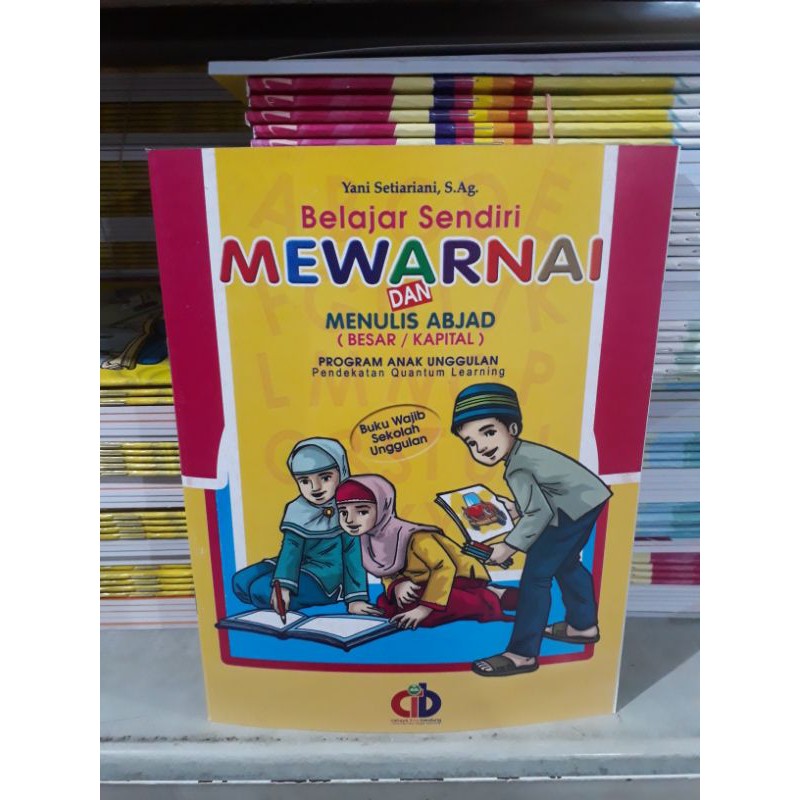 Yani Setiariani, S.Ag.
Belajar Sendiri
MEWARNAI
DAN
MENULIS ABJAD
( BESAR / KAPITAL )
PROGRAM ANAK UNGGULAN
Pendekatan Quantum Learning
Buku Wajib
Sekolah
Unggulan
CIB